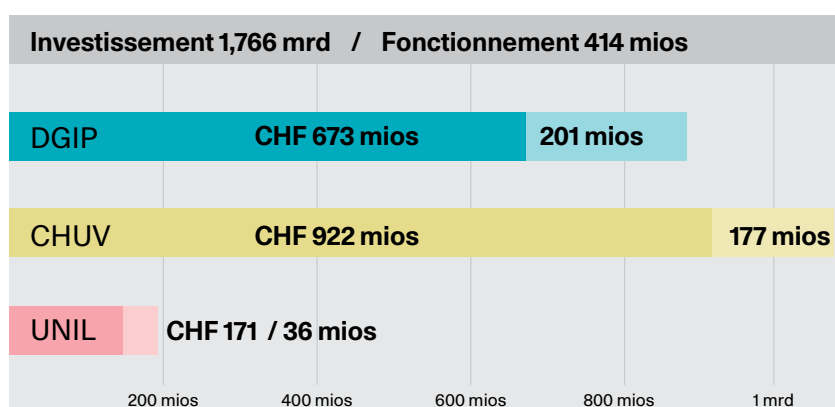 Investissement 1,766 mrd / Fonctionnement 414 mios
DGIP CHF 673 mios 201 mios
CHUV CHF 922 mios 177 mios
UNIL CHF 171 / 36 mios
200 mios 400 mios 600 mios 800 mios 1 mrd